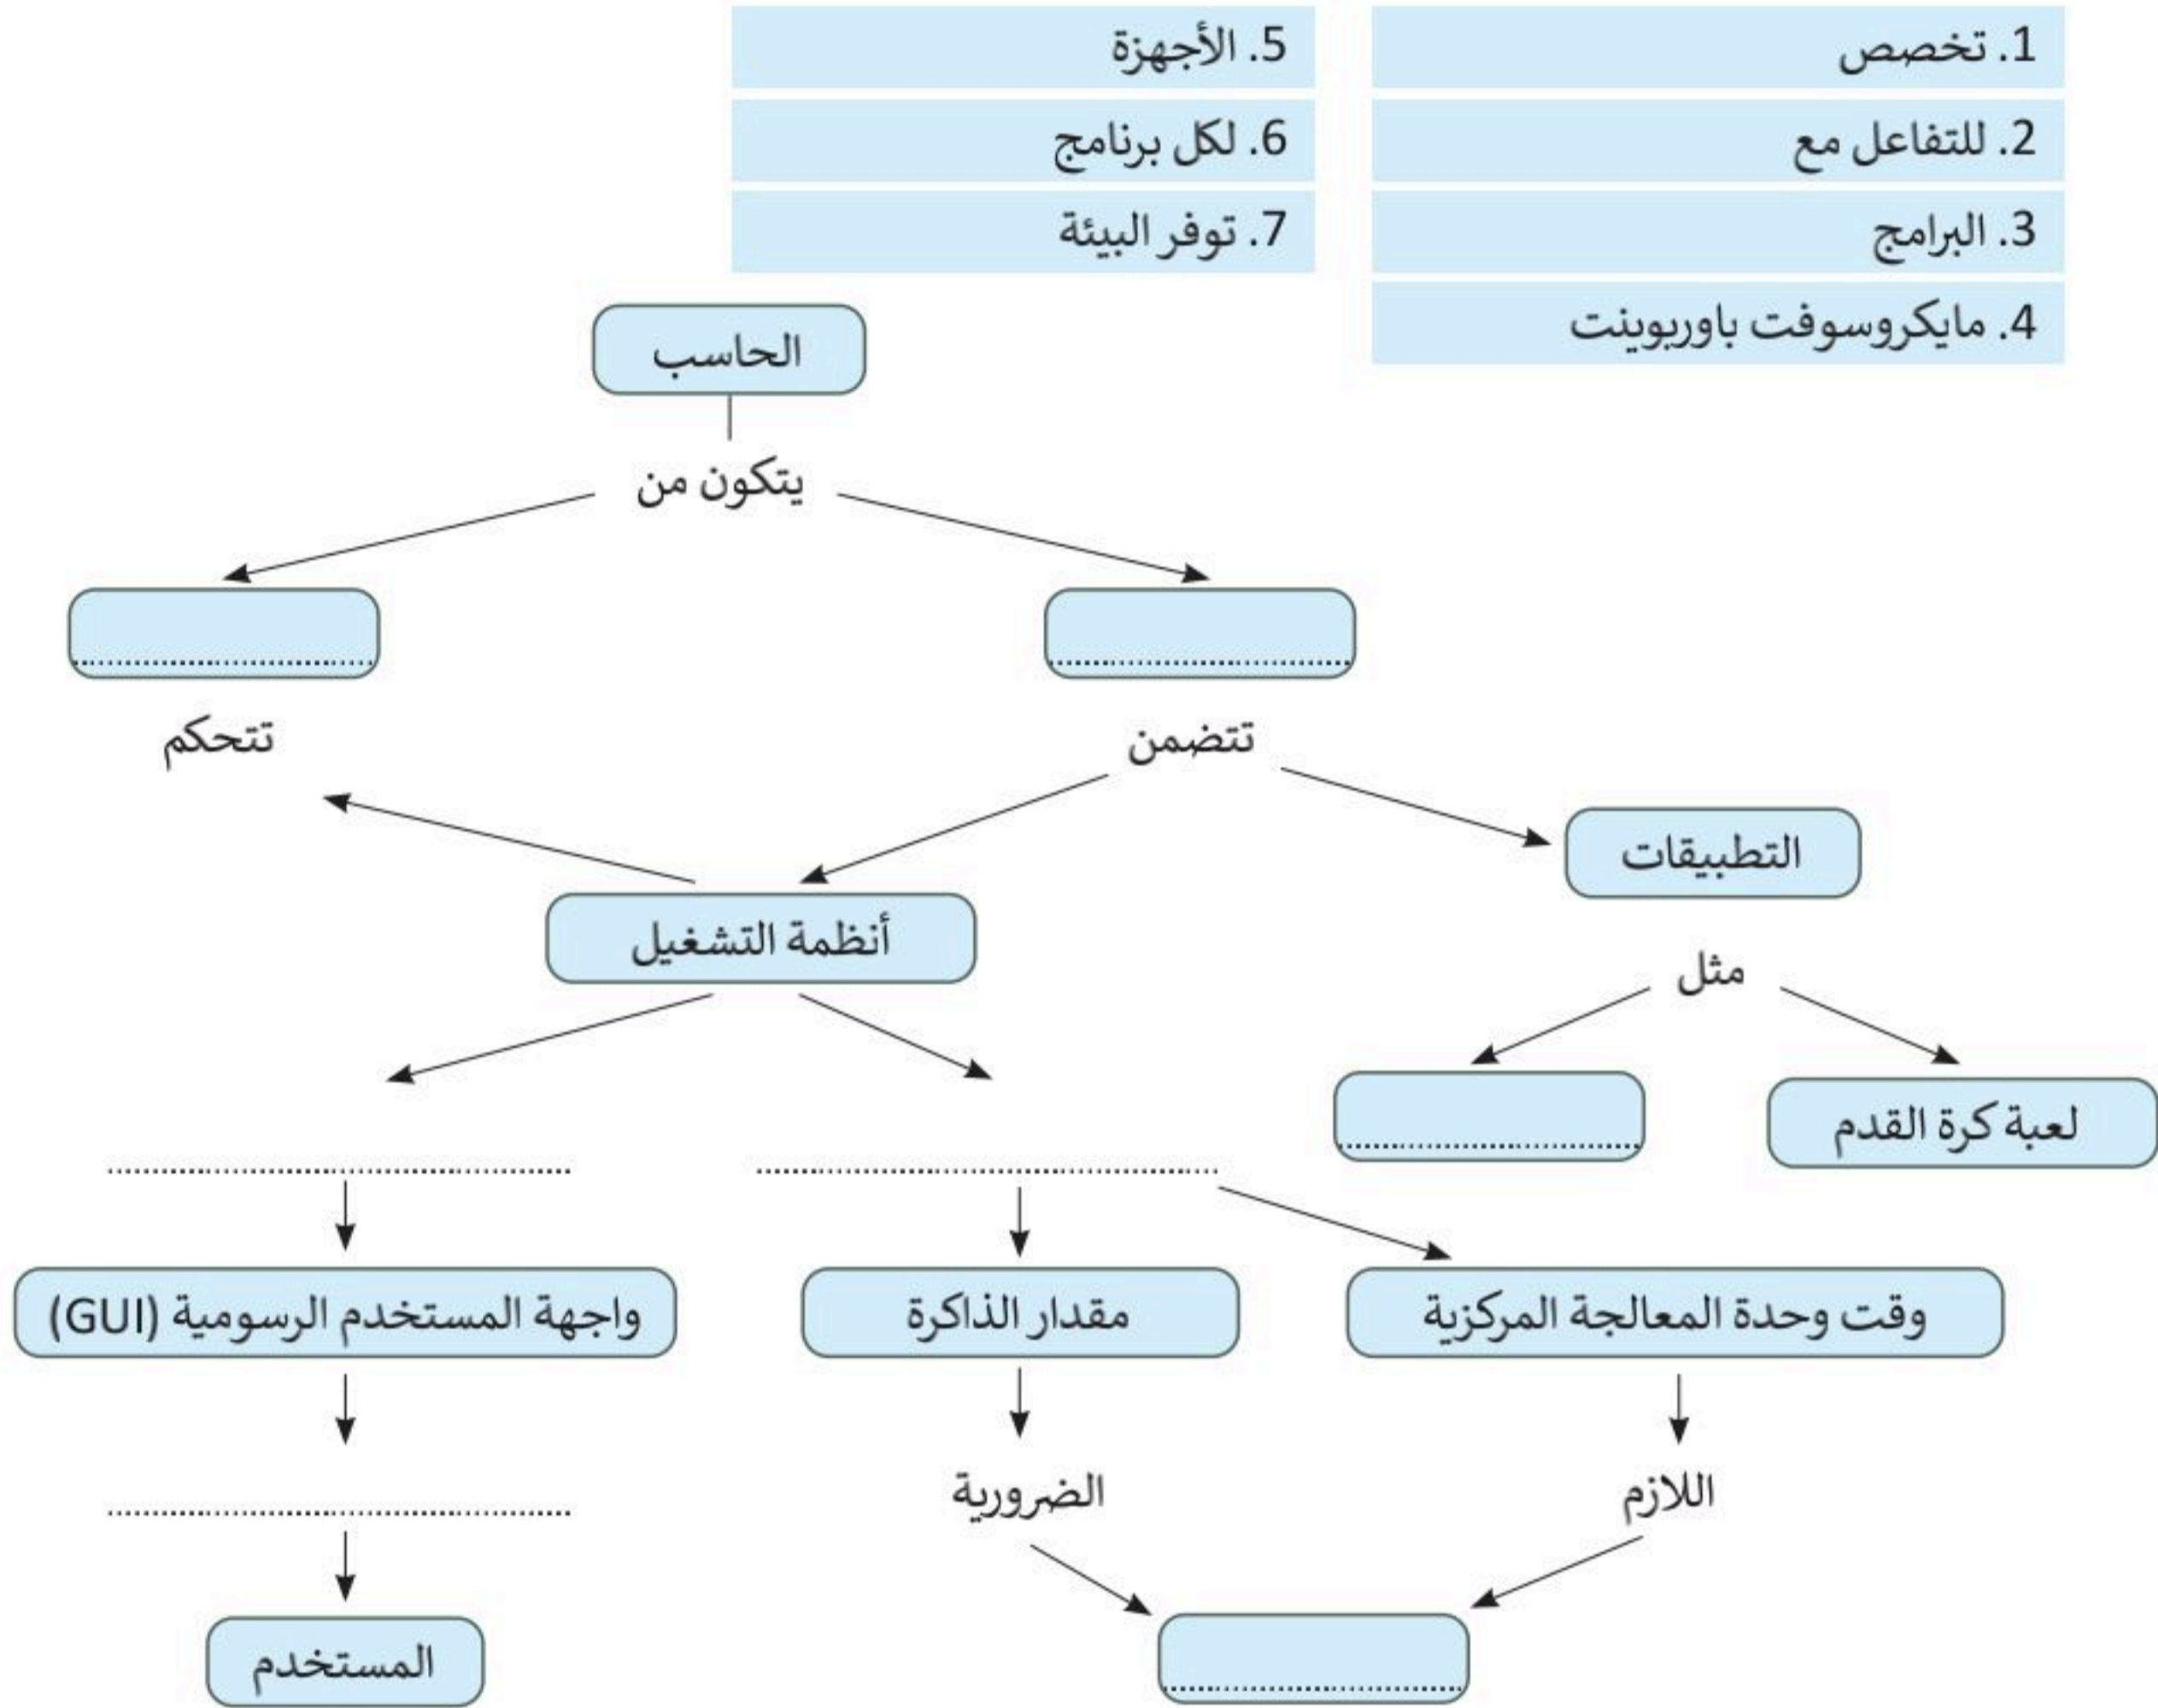 1. تخصص
2. للتفاعل مع
3. البرامج
4. مايكروسوفت باوربوينت
5. الأجهزة
6. لكل برنامج
7. توفر البيئة
الحاسب
يتكون من
تتضمن
تتحكم
التطبيقات
أنظمة التشغيل
مثل
لعبة كرة القدم
وقت وحدة المعالجة المركزية
مقدار الذاكرة
واجهة المستخدم الرسومية (GUI)
اللازم
الضرورية
المستخدم